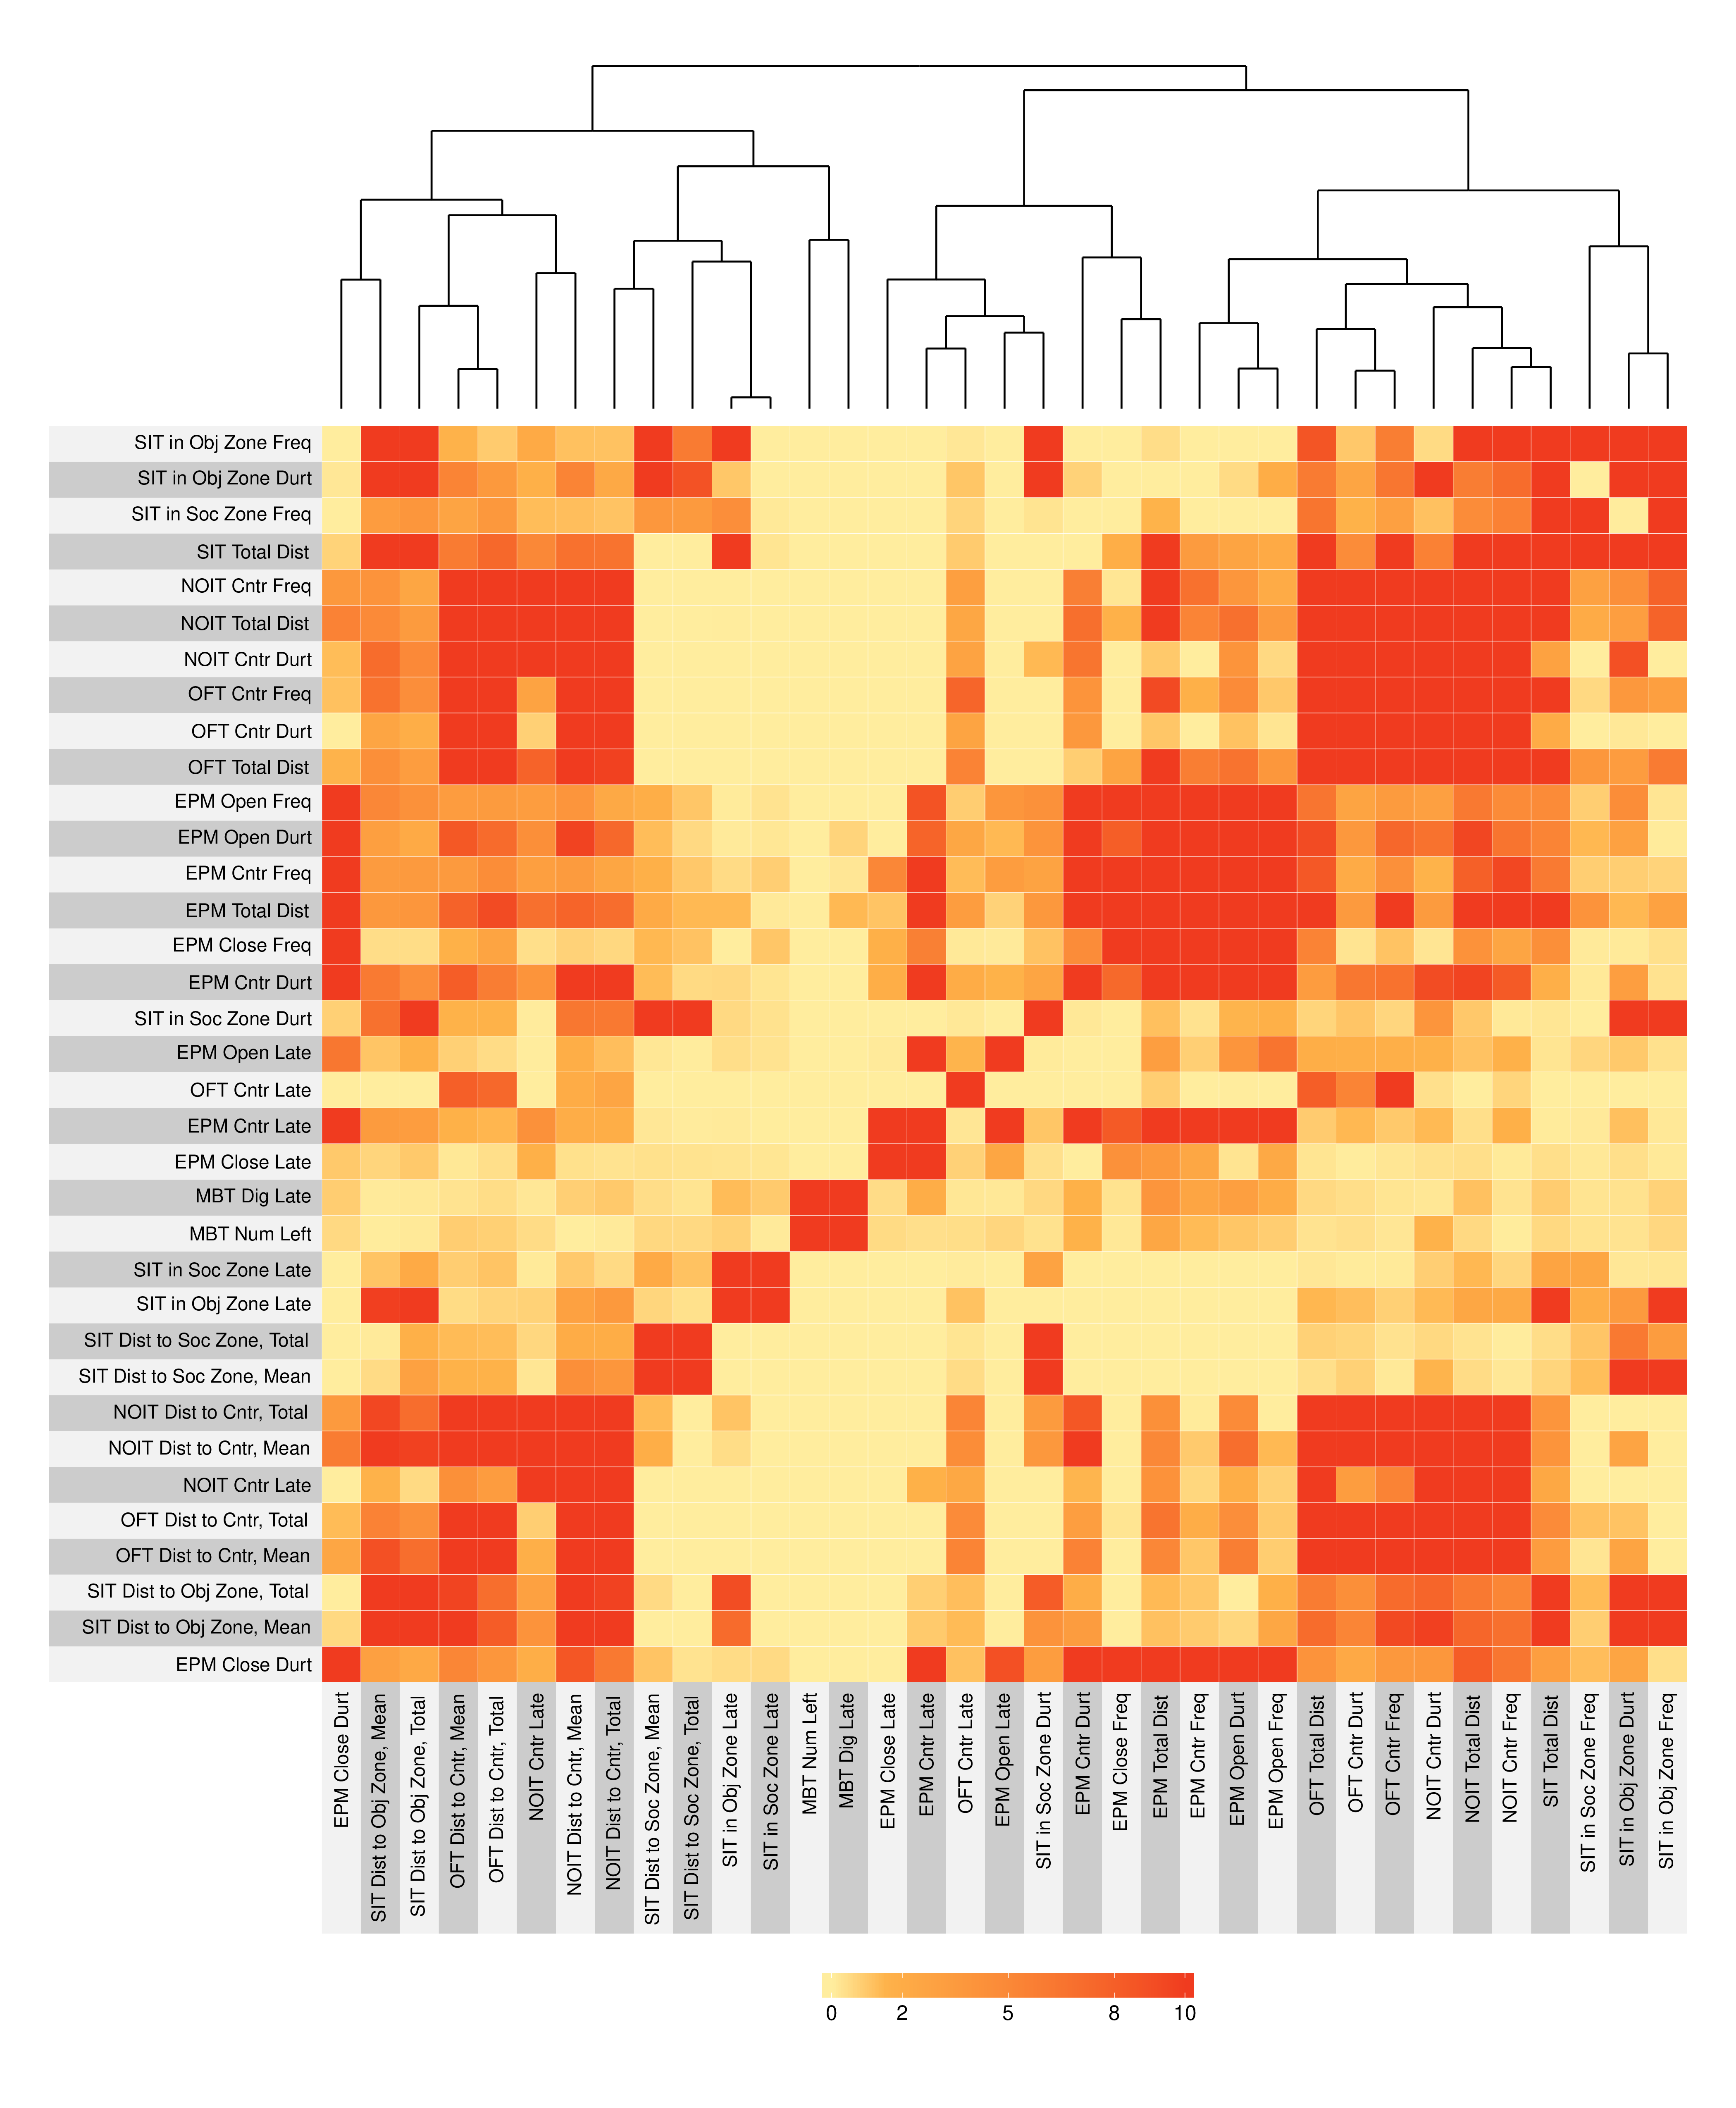 SIT in Obj Zone Freq
SIT in Obj Zone Durt
SIT in Soc Zone Freq
SIT Total Dist
NOIT Cntr Freq
NOIT Total Dist
NOIT Cntr Durt
OFT Cntr Freq
OFT Cntr Durt
OFT Total Dist
EPM Open Freq
EPM Open Durt
EPM Cntr Freq
EPM Total Dist
EPM Close Freq
EPM Cntr Durt
SIT in Soc Zone Durt
EPM Open Late
OFT Cntr Late
EPM Cntr Late
EPM Close Late
MBT Dig Late
MBT Num Left
SIT in Soc Zone Late
SIT in Obj Zone Late
SIT Dist to Soc Zone, Total
SIT Dist to Soc Zone, Mean
NOIT Dist to Cntr, Total
NOIT Dist to Cntr, Mean
NOIT Cntr Late
OFT Dist to Cntr, Total
OFT Dist to Cntr, Mean
SIT Dist to Obj Zone, Total
SIT Dist to Obj Zone, Mean
EPM Close Durt
EPM Close Durt
SIT Dist to Obj Zone, Mean
SIT Dist to Obj Zone, Total
OFT Dist to Cntr, Mean
OFT Dist to Cntr, Total
NOIT Cntr Late
NOIT Dist to Cntr, Mean
NOIT Dist to Cntr, Total
SIT Dist to Soc Zone, Mean
SIT Dist to Soc Zone, Total
SIT in Obj Zone Late
SIT in Soc Zone Late
MBT Num Left
MBT Dig Late
EPM Close Late
EPM Cntr Late
OFT Cntr Late
EPM Open Late
SIT in Soc Zone Durt
EPM Cntr Durt
EPM Close Freq
EPM Total Dist
EPM Cntr Freq
EPM Open Durt
EPM Open Freq
OFT Total Dist
OFT Cntr Durt
OFT Cntr Freq
NOIT Cntr Durt
NOIT Total Dist
NOIT Cntr Freq
SIT Total Dist
SIT in Soc Zone Freq
SIT in Obj Zone Durt
SIT in Obj Zone Freq
0 2 5 8 10